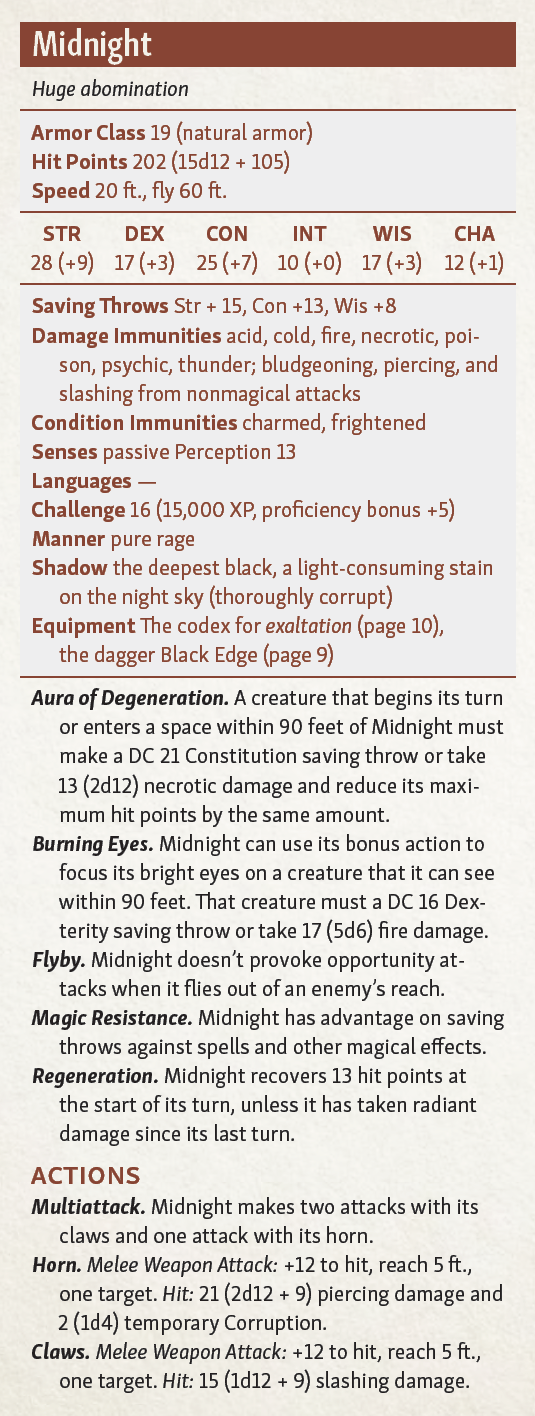 Midnight
Huge abomination
Armor Class 19 (natural armor)
Hit Points 202 (15d12 + 105)
Speed 20 ft., fly 60 ft.
STR DEX CON INT WIS CHA
28 (+9) 17 (+3) 25 (+7) 10 (+0) 17 (+3) 12 (+1)
Saving Throws Str + 15, Con +13, Wis +8
Damage Immunities acid, cold, fire, necrotic, poi-
son, psychic, thunder; bludgeoning, piercing, and
slashing from nonmagical attacks
Condition Immunities charmed, frightened
Senses passive Perception 13
Languages —
Challenge 16 (15,000 XP, proficiency bonus +5)
Manner pure rage
Shadow the deepest black, a light-consuming stain
on the night sky (thoroughly corrupt)
Equipment The codex for exaltation (page 10),
the dagger Black Edge (page 9)
Aura of Degeneration. A creature that begins its turn
or enters a space within 90 feet of Midnight must
make a DC 21 Constitution saving throw or take
13 (2d12) necrotic damage and reduce its maxi-
mum hit points by the same amount.
Burning Eyes. Midnight can use its bonus action to
focus its bright eyes on a creature that it can see
within 90 feet. That creature must a DC 16 Dex-
terity saving throw or take 17 (5d6) fire damage.
Flyby. Midnight doesn’t provoke opportunity at-
tacks when it flies out of an enemy’s reach.
Magic Resistance. Midnight has advantage on saving
throws against spells and other magical effects.
Regeneration. Midnight recovers 13 hit points at
the start of its turn, unless it has taken radiant
damage since its last turn.
ACTIONS
Multiattack. Midnight makes two attacks with its
claws and one attack with its horn.
Horn. Melee Weapon Attack: +12 to hit, reach 5 ft.,
one target. Hit: 21 (2d12 + 9) piercing damage and
2 (1d4) temporary Corruption.
Claws. Melee Weapon Attack: +12 to hit, reach 5 ft.,
one target. Hit: 15 (1d12 + 9) slashing damage.